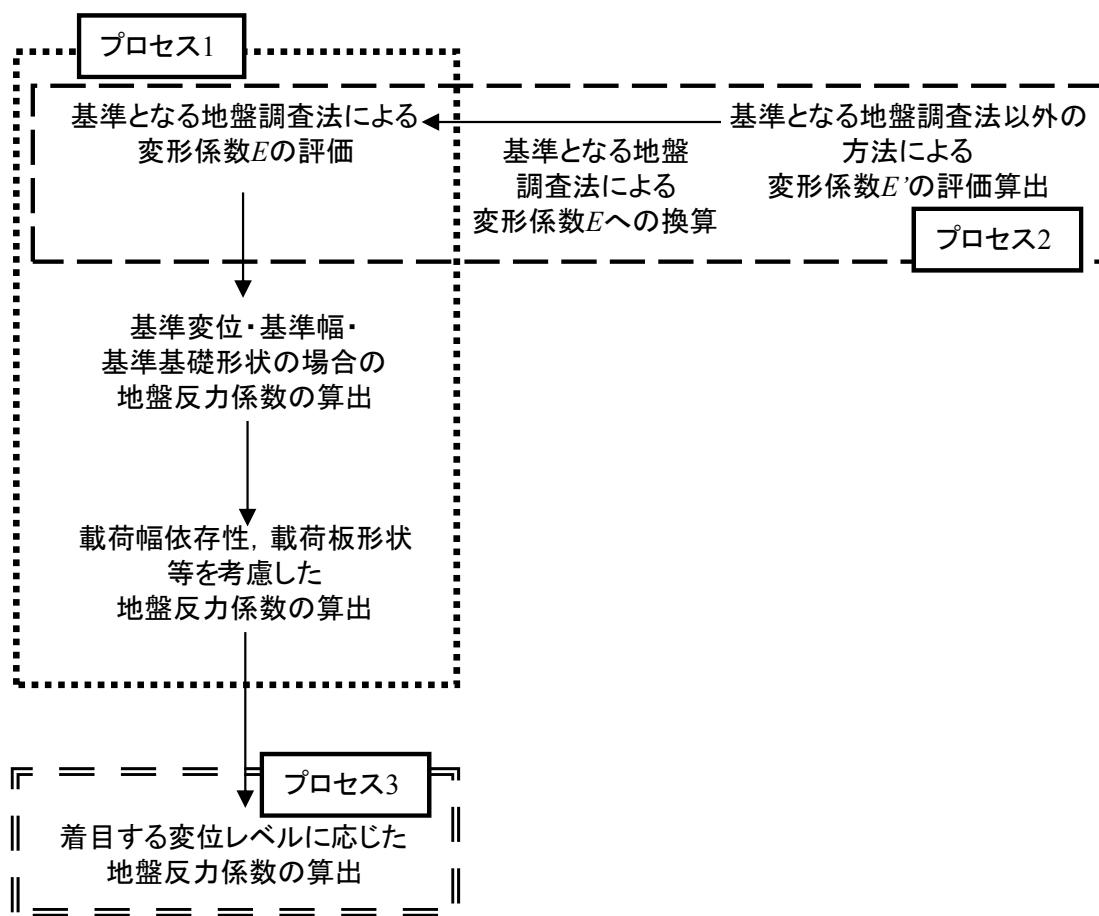 プロセス1
基準となる地盤調査法による
変形係数Eの評価
基準となる地盤
調査法による
変形係数Eへの換算
基準となる地盤調査法以外の
方法による
変形係数E’の評価算出
プロセス2
基準変位・基準幅・
基準基礎形状の場合の
地盤反力係数の算出
載荷幅依存性，載荷板形状
等を考慮した
地盤反力係数の算出
プロセス3
着目する変位レベルに応じた
地盤反力係数の算出